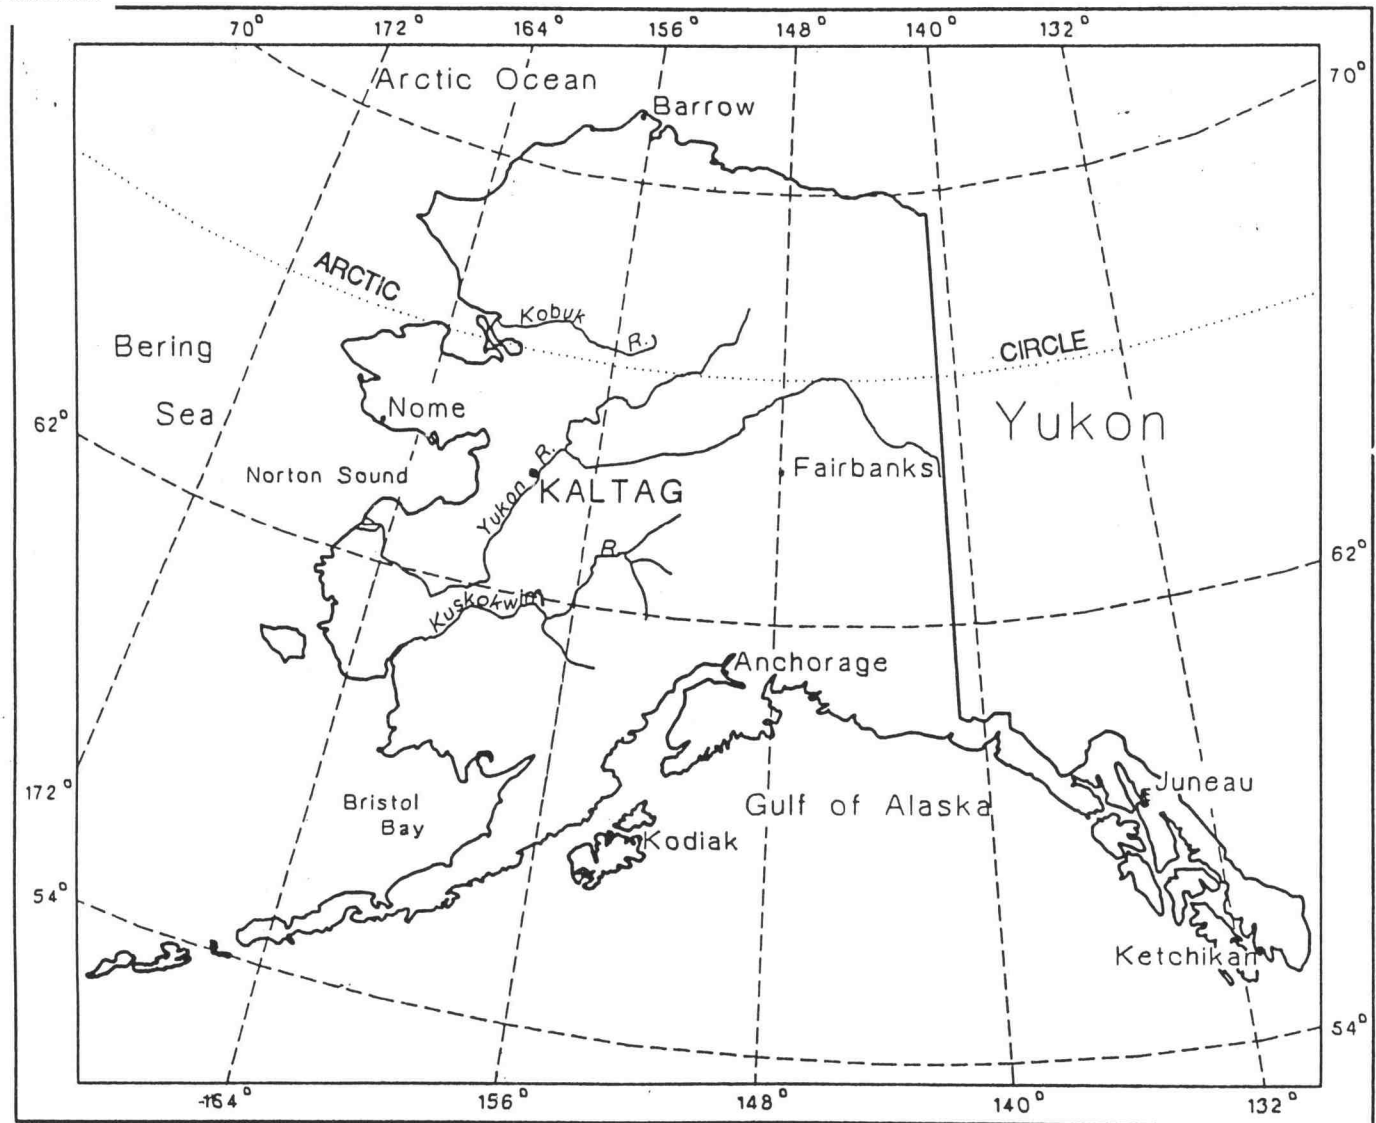 70° 172° 164° 156° 148° 140° 132°
70°
Arctic Ocean
Barrow
ARCTIC
Kobuk R.
CIRCLE
Bering
Sea
62°
Nome
Yukon
Norton Sound
Yukon R.
KALTAG
Fairbanks
62°
R.
Kuskokwim
Anchorage
172°
Juneau
Bristol
Bay
Gulf of Alaska
Kodiak
54°
Ketchikan
54°
164° 156° 148° 140° 132°